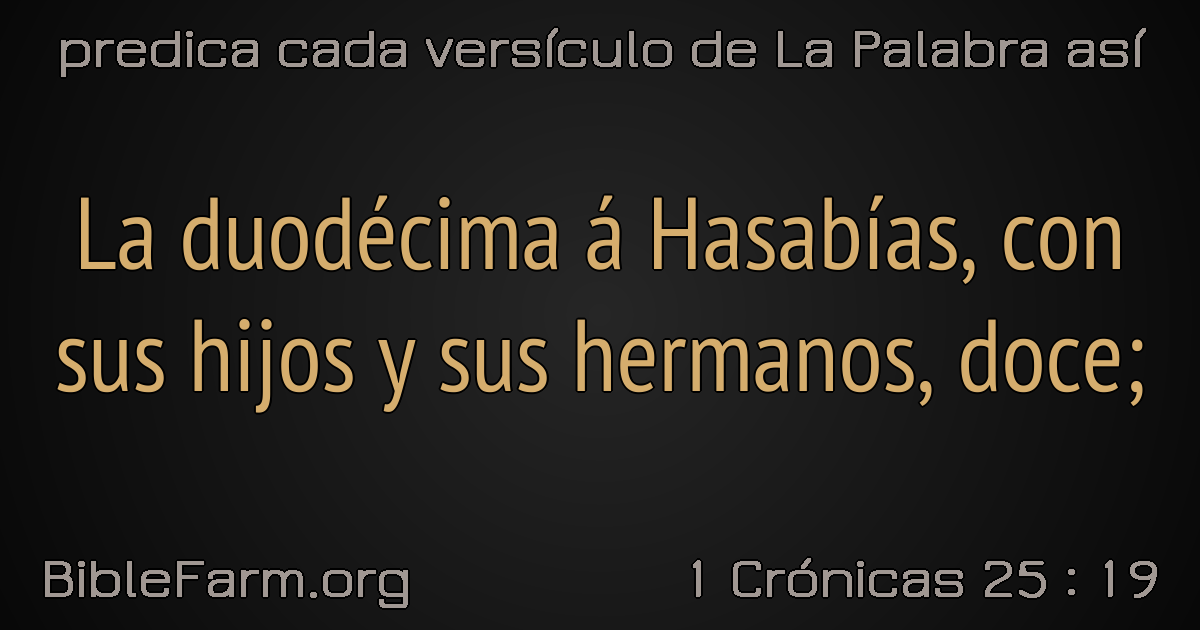 predica cada versículo de La Palabra así
La duodécima á Hasabías, con
sus hijos y sus hermanos, doce;
BibleFarm.org
1 Crónicas 25 : 19